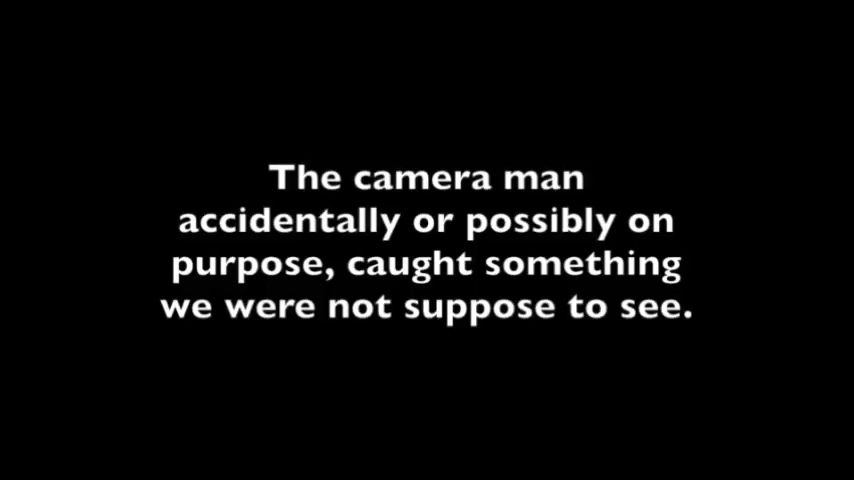 The camera man
accidentally or possibly on
purpose, caught something
we were not suppose to see.